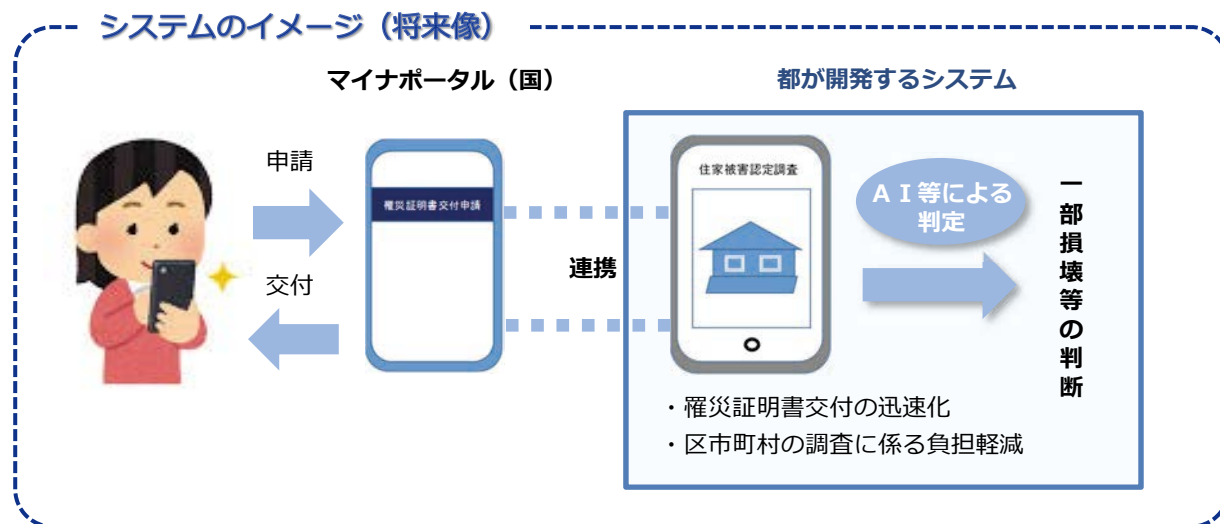 システムのイメージ（将来像）
マイナポータル（国）
都が開発するシステム
申請
交付
罹災証明書交付申請
連携
住家被害認定調査
ＡＩ等による
判定
一部損壊等の判断
・罹災証明書交付の迅速化
・区市町村の調査に係る負担軽減